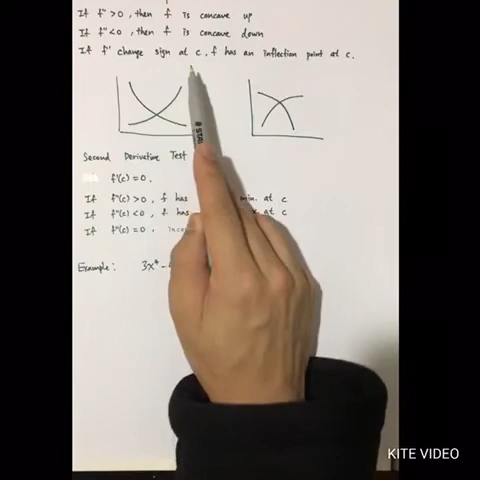 If f" > 0, then f is concave up
If f" < 0, then f is concave down
If f' change sign at c, f has an inflection point at c.
Second Derivative Test
f'(c) = 0.
If f"(c) > 0, f has min. at c
If f"(c) < 0, f has at c
If f"(c) = 0,
Example: 3x⁴ -
STA
KITE VIDEO